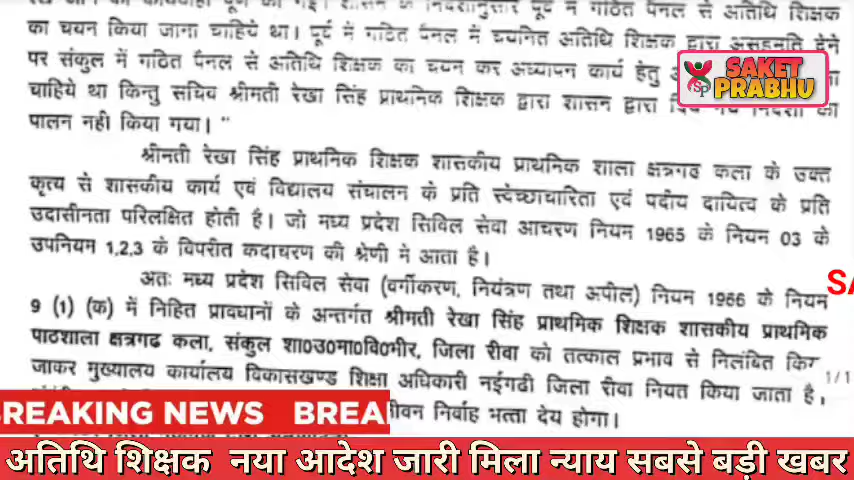 का चयन किया जाना चाहिये था। पूर्व में गठित पैनल में चयनित अतिथि शिक्षक द्वारा असहमति देने
पर संकुल में गठित पैनल से अतिथि शिक्षक का चयन कर अध्यापन कार्य हेतु
चाहिये था किन्तु सचिव श्रीमती रेखा सिंह प्राथमिक शिक्षक द्वारा शासन द्वारा
पालन नही किया गया। "
SAKET PRABHU
SP
श्रीमती रेखा सिंह प्राथमिक शिक्षक शासकीय प्राथमिक शाला क्षत्रगढ कला के उक्त
कृत्य से शासकीय कार्य एवं विद्यालय संचालन के प्रति स्वेच्छाचारिता एवं पदीय दायित्व के प्रति
उदासीनता परिलक्षित होती है। जो मध्य प्रदेश सिविल सेवा आचरण नियम 1965 के नियम 03 के
उपनियम 1,2,3 के विपरीत कदाचरण की श्रेणी मे आता है।
अतः मध्य प्रदेश सिविल सेवा (वर्गीकरण, नियंत्रण तथा अपील) नियम 1966 के नियम
SA
9 (1) (क) में निहित प्रावधानों के अन्तर्गत श्रीमती रेखा सिंह प्राथमिक शिक्षक शासकीय प्राथमिक
पाठशाला क्षत्रगढ कला, संकुल शा0उ0मा0वि0भीर, जिला रीवा को तत्काल प्रभाव से निलंबित
जाकर मुख्यालय कार्यालय विकासखण्ड शिक्षा अधिकारी नईगढी जिला रीवा नियत किया जाता है।
1/1
निर्वाह भत्ता देय होगा।
BREAKING NEWS BREA
अतिथि शिक्षक नया आदेश जारी मिला न्याय सबसे बड़ी खबर